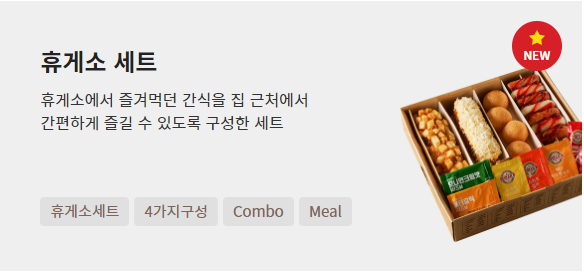 휴게소 세트
NEW
휴게소에서 즐겨먹던 간식을 집 근처에서
간편하게 즐길 수 있도록 구성한 세트
휴게소세트 4가지구성 Combo Meal